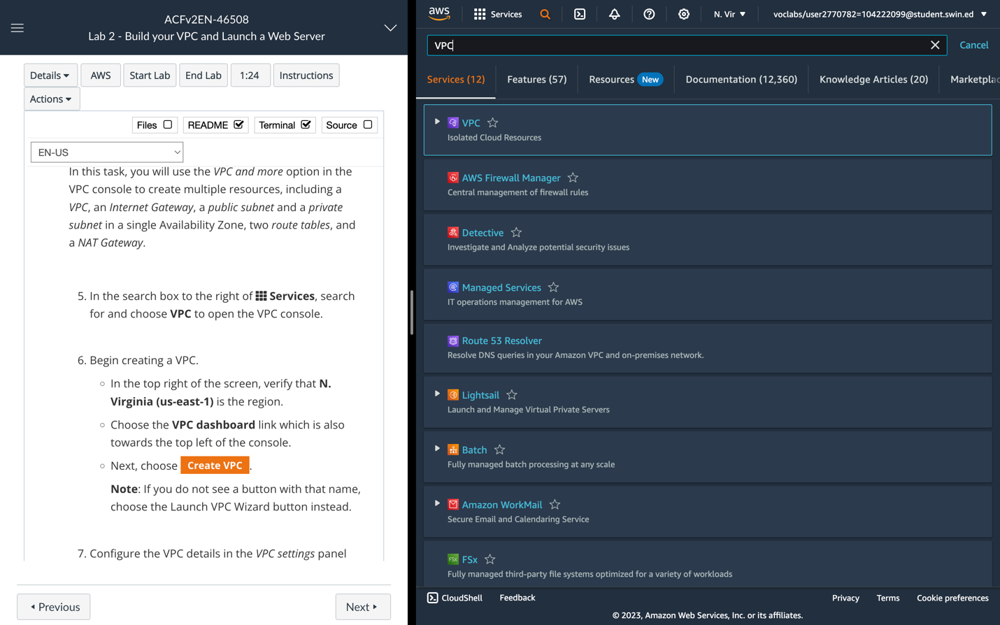 ACFv2EN-46508
Lab 2 - Build your VPC and Launch a Web Server
Details
AWS
Start Lab
End Lab
1:24
Instructions
Actions
Files
README
Terminal
Source
EN-US
In this task, you will use the VPC and more option in the
VPC console to create multiple resources, including a
VPC, an Internet Gateway, a public subnet and a private
subnet in a single Availability Zone, two route tables, and
a NAT Gateway.
5. In the search box to the right of Services, search
for and choose VPC to open the VPC console.
6. Begin creating a VPC.
In the top right of the screen, verify that N.
Virginia (us-east-1) is the region.
Choose the VPC dashboard link which is also
towards the top left of the console.
Next, choose Create VPC.
Note: If you do not see a button with that name,
choose the Launch VPC Wizard button instead.
7. Configure the VPC details in the VPC settings panel
Previous
Next
aws
Services
N. Vir
voclabs/user2770782=104222099@student.swin.ed
VPC
Cancel
Services (12)
Features (57)
Resources New
Documentation (12,360)
Knowledge Articles (20)
Marketplac
VPC
Isolated Cloud Resources
AWS Firewall Manager
Central management of firewall rules
Detective
Investigate and Analyze potential security issues
Managed Services
IT operations management for AWS
Route 53 Resolver
Resolve DNS queries in your Amazon VPC and on-premises network.
Lightsail
Launch and Manage Virtual Private Servers
Batch
Fully managed batch processing at any scale
Amazon WorkMail
Secure Email and Calendaring Service
FSx
FSx
Fully managed third-party file systems optimized for a variety of workloads
CloudShell
Feedback
Privacy
Terms
Cookie preferences
© 2023, Amazon Web Services, Inc. or its affiliates.